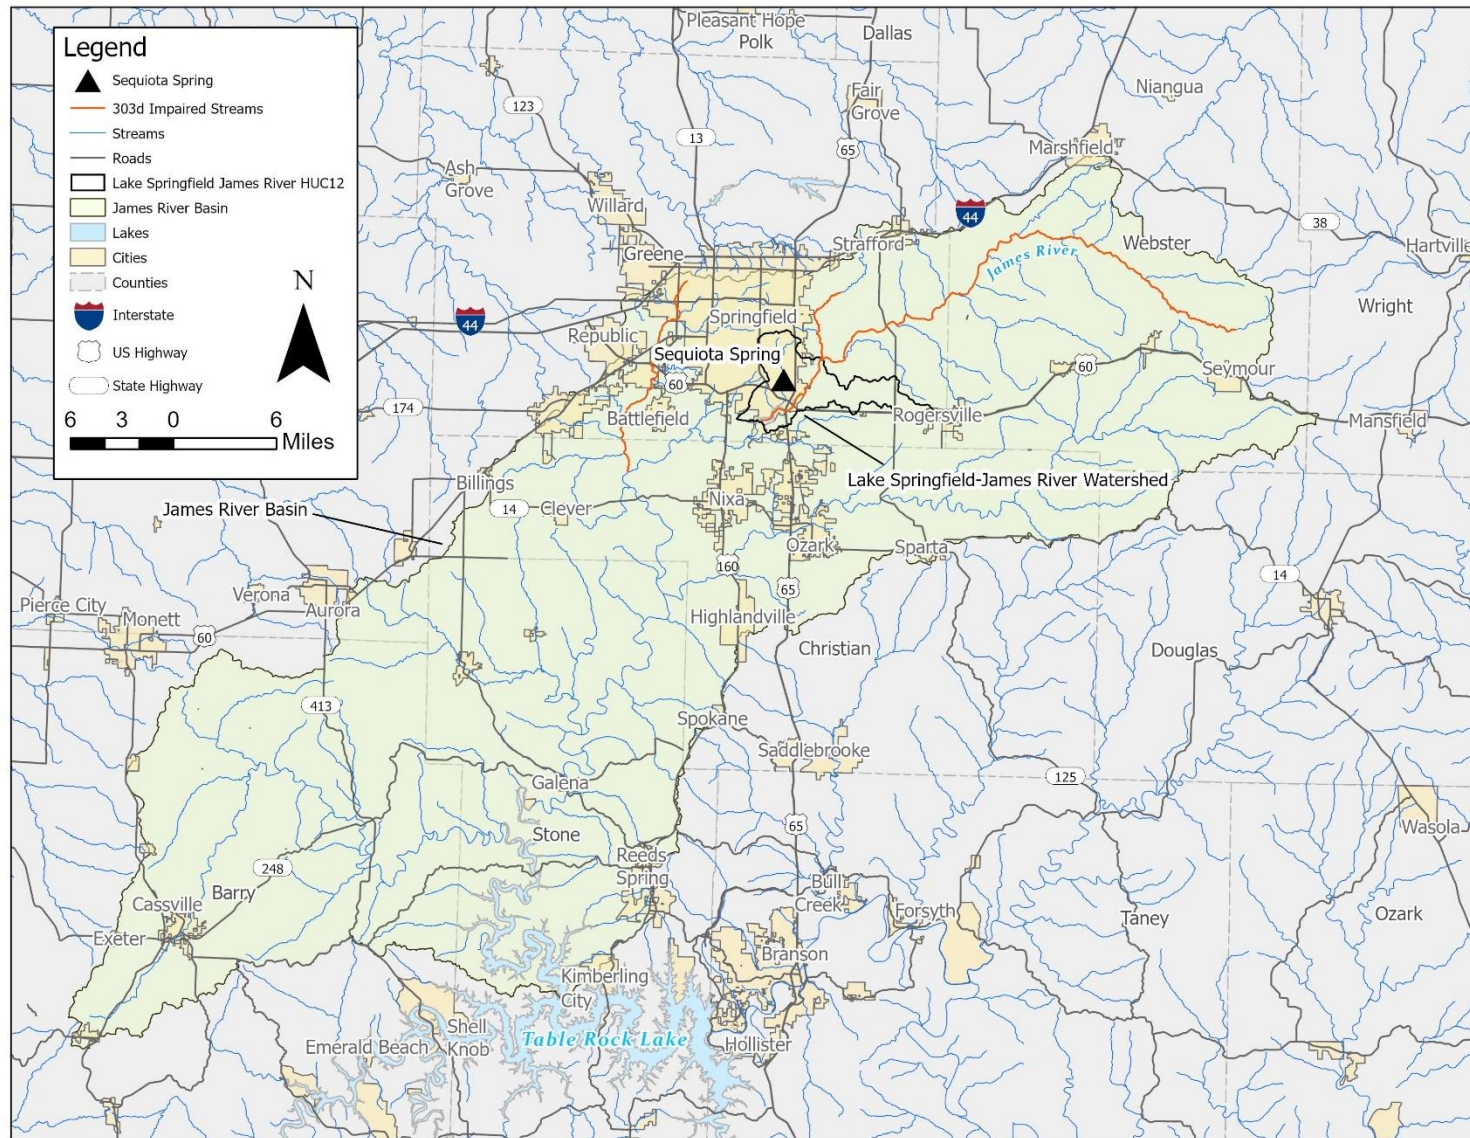 Legend
Sequiota Spring
303d Impaired Streams
Streams
Roads
Lake Springfield James River HUC12
James River Basin
Lakes
Cities
Counties
Interstate
US Highway
State Highway
N
6 3 0 6 Miles
Pleasant Hope
Polk
Dallas
Niangua
Fair
Grove
123
13
65
Marshfield
Ash
Grove
Willard
44
38
Hartville
Greene
Strafford
Webster
James River
Wright
44
Springfield
Republic
Sequiota Spring
60
60
Seymour
174
Battlefield
Rogersville
Mansfield
Lake Springfield-James River Watershed
Billings
James River Basin
14
Clever
Nixa
Ozark
Sparta
160
65
14
Verona
Aurora
Pierce City
Monett
60
Highlandville
Christian
Douglas
413
Spokane
Saddlebrooke
125
Galena
Stone
65
Wasola
Reeds
Spring
248
Barry
Bull
Creek
Cassville
Forsyth
Taney
Ozark
Exeter
Branson
Kimberling
City
Shell
Knob
Table Rock Lake
Emerald Beach
Hollister